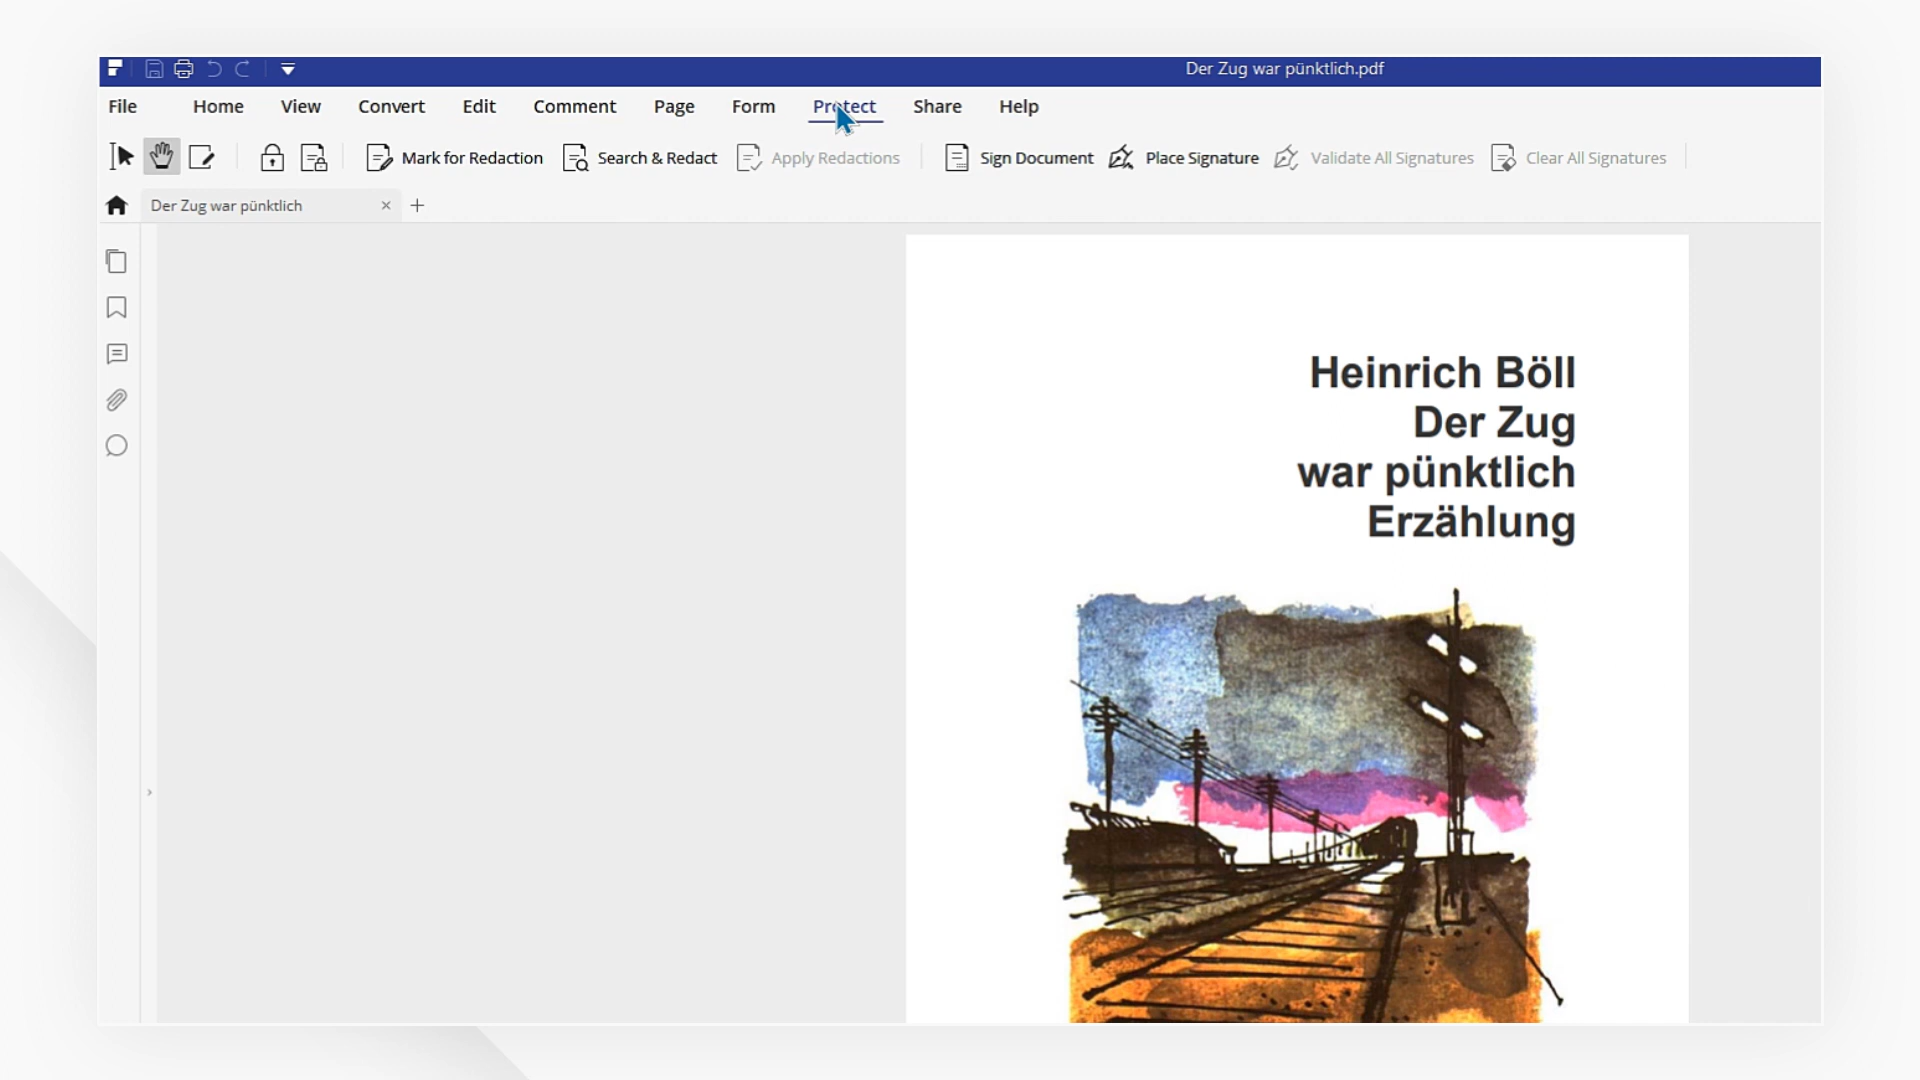 Der Zug war pünktlich.pdf
File Home View Convert Edit Comment Page Form Protect Share Help
Mark for Redaction Search & Redact Apply Redactions Sign Document Place Signature Validate All Signatures Clear All Signatures
Der Zug war pünktlich
Heinrich Böll
Der Zug
war pünktlich
Erzählung